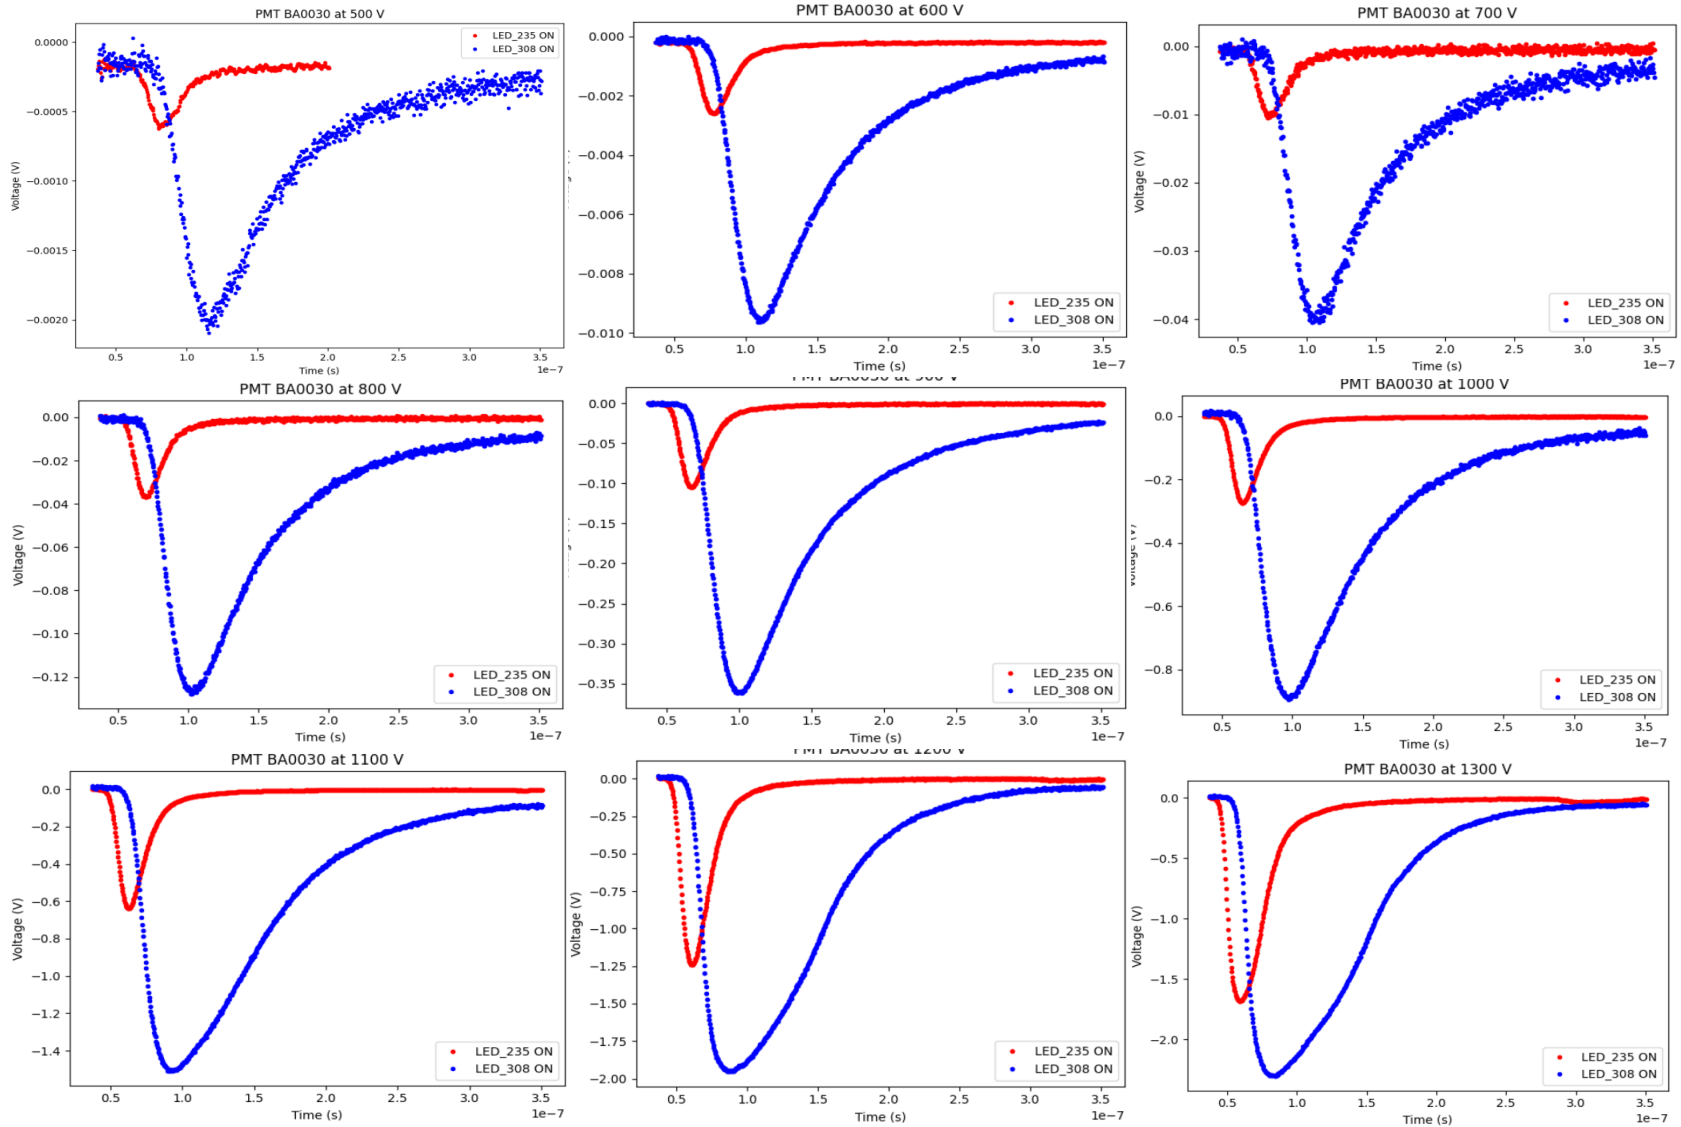 PMT BA0030 at 500 V
LED_235 ON
LED_308 ON
0.0000
−0.0005
−0.0010
−0.0015
−0.0020
Voltage (V)
0.5 1.0 1.5 2.0 2.5 3.0 3.5
Time (s)
1e−7
PMT BA0030 at 600 V
0.000
−0.002
−0.004
−0.006
−0.008
−0.010
LED_235 ON
LED_308 ON
0.5 1.0 1.5 2.0 2.5 3.0 3.5
Time (s)
1e−7
PMT BA0030 at 700 V
0.00
−0.01
−0.02
−0.03
−0.04
Voltage (V)
LED_235 ON
LED_308 ON
0.5 1.0 1.5 2.0 2.5 3.0 3.5
Time (s)
1e−7
PMT BA0030 at 800 V
0.00
−0.02
−0.04
−0.06
−0.08
−0.10
−0.12
Voltage (V)
LED_235 ON
LED_308 ON
0.5 1.0 1.5 2.0 2.5 3.0 3.5
Time (s)
1e−7
PMT BA0030 at 900 V
0.00
−0.05
−0.10
−0.15
−0.20
−0.25
−0.30
−0.35
LED_235 ON
LED_308 ON
0.5 1.0 1.5 2.0 2.5 3.0 3.5
Time (s)
1e−7
PMT BA0030 at 1000 V
0.0
−0.2
−0.4
−0.6
−0.8
Voltage (V)
LED_235 ON
LED_308 ON
0.5 1.0 1.5 2.0 2.5 3.0 3.5
Time (s)
1e−7
PMT BA0030 at 1100 V
0.0
−0.2
−0.4
−0.6
−0.8
−1.0
−1.2
−1.4
Voltage (V)
LED_235 ON
LED_308 ON
0.5 1.0 1.5 2.0 2.5 3.0 3.5
Time (s)
1e−7
PMT BA0030 at 1200 V
0.00
−0.25
−0.50
−0.75
−1.00
−1.25
−1.50
−1.75
−2.00
Voltage (V)
LED_235 ON
LED_308 ON
0.5 1.0 1.5 2.0 2.5 3.0 3.5
Time (s)
1e−7
PMT BA0030 at 1300 V
0.0
−0.5
−1.0
−1.5
−2.0
Voltage (V)
LED_235 ON
LED_308 ON
0.5 1.0 1.5 2.0 2.5 3.0 3.5
Time (s)
1e−7